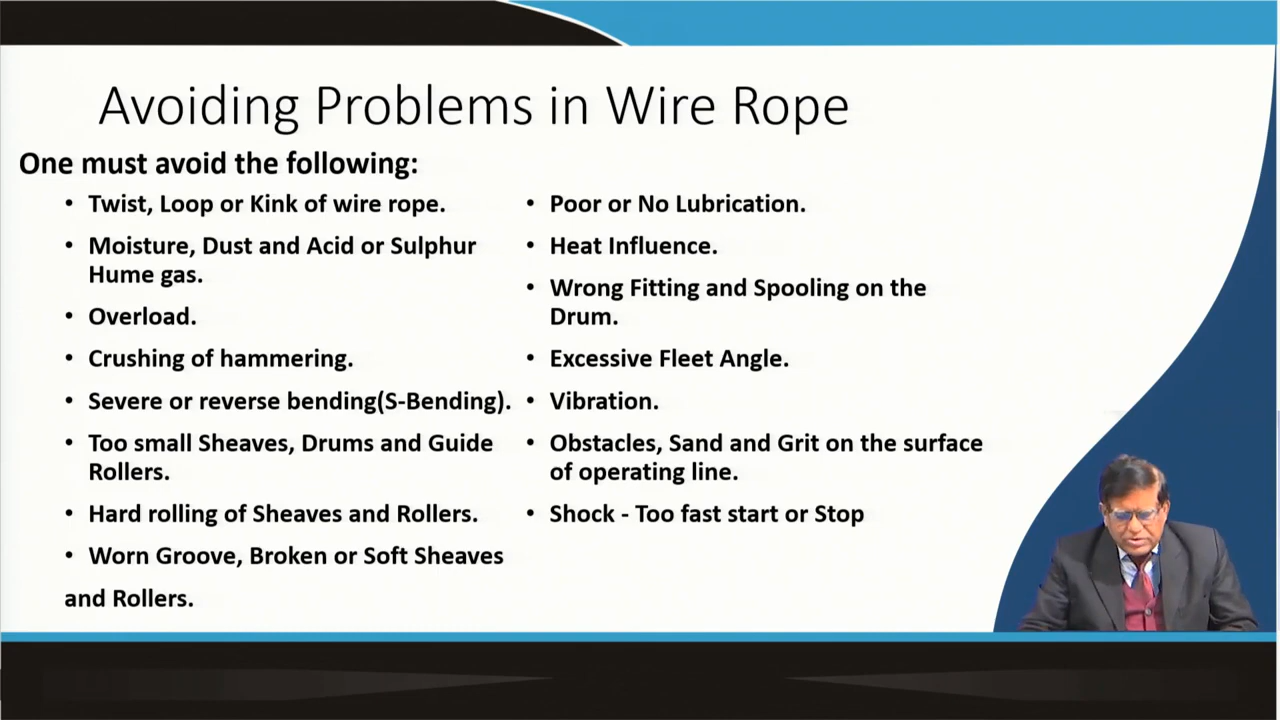 Avoiding Problems in Wire Rope
One must avoid the following:
• Twist, Loop or Kink of wire rope.
• Moisture, Dust and Acid or Sulphur
Hume gas.
• Overload.
• Crushing of hammering.
• Severe or reverse bending(S-Bending).
• Too small Sheaves, Drums and Guide
Rollers.
• Hard rolling of Sheaves and Rollers.
• Worn Groove, Broken or Soft Sheaves
and Rollers.
• Poor or No Lubrication.
• Heat Influence.
• Wrong Fitting and Spooling on the
Drum.
• Excessive Fleet Angle.
• Vibration.
• Obstacles, Sand and Grit on the surface
of operating line.
• Shock - Too fast start or Stop